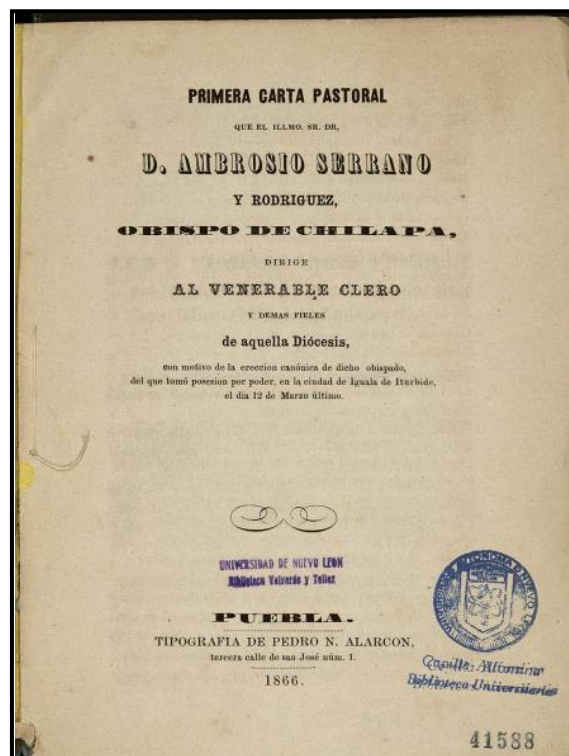 PRIMERA CARTA PASTORAL
QUE EL ILLMO. SR. DR,
D. AMBROSIO SERRANO
Y RODRIGUEZ,
OBISPO DE CHILAPA,
DIRIGE
AL VENERABLE CLERO
Y DEMAS FIELES
de aquella Diócesis,
con motivo de la ereccion canónica de dicho obispado,
del que tomó posesion por poder, en la ciudad de Iguala de Iturbide,
el dia 12 de Marzo último.
UNIVERSIDAD DE NUEVO LEON
Biblioteca Valverde y Tellez
PUEBLA.
TIPOGRAFIA DE PEDRO N. ALARCON,
tercera calle de san José núm. 1.
1866.
Capilla Alfonsina
Biblioteca Universitaria
41588